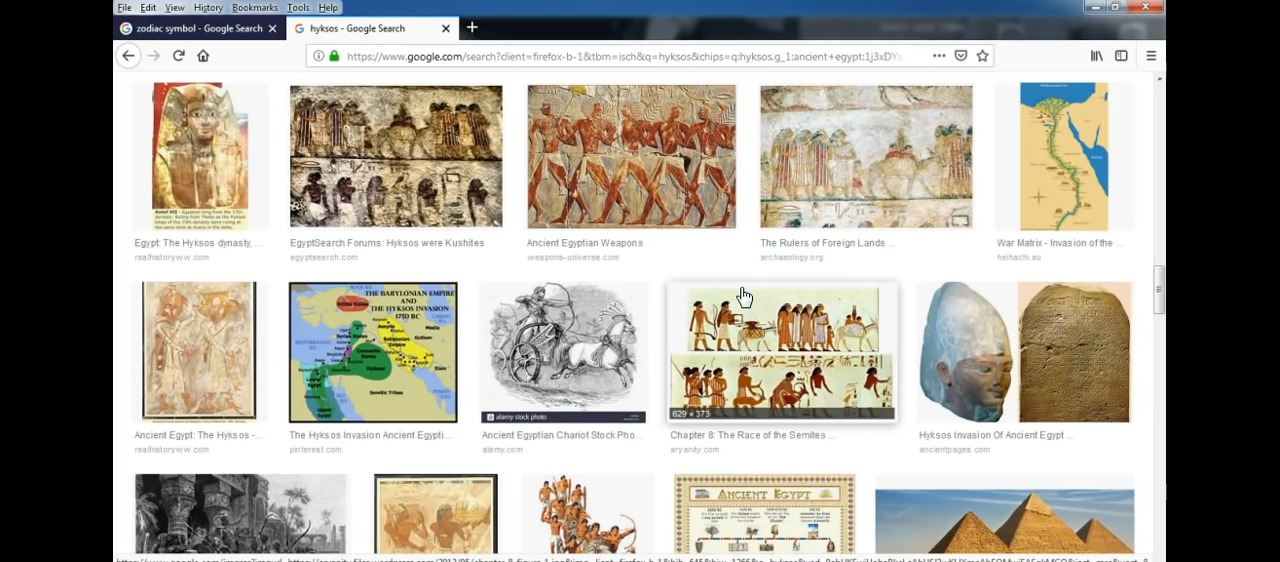 File Edit View History Bookmarks Tools Help
zodiac symbol - Google Search
hyksos - Google Search
https://www.google.com/search?client=firefox-b-1&tbm=isch&q=hyksos&chips=q:hyksos,g_1:ancient+egypt:1j3xDYs
Egypt: The Hyksos dynasty, ...
realhistoryww.com
EgyptSearch Forums: Hyksos were Kushites
egyptsearch.com
Ancient Egyptian Weapons
weapons-universe.com
The Rulers of Foreign Lands ...
archaeology.org
War Matrix - Invasion of the ...
heihachi.eu
THE BABYLONIAN EMPIRE
AND
THE HYKSOS INVASION
1750 BC
alamy stock photo
629 × 373
Ancient Egypt: The Hyksos -...
realhistoryww.com
The Hyksos Invasion Ancient Egypti...
pinterest.com
Ancient Egyptian Chariot Stock Pho...
alamy.com
Chapter 8: The Race of the Semites ...
aryanity.com
Hyksos Invasion Of Ancient Egypt ...
ancientpages.com
ANCIENT EGYPT